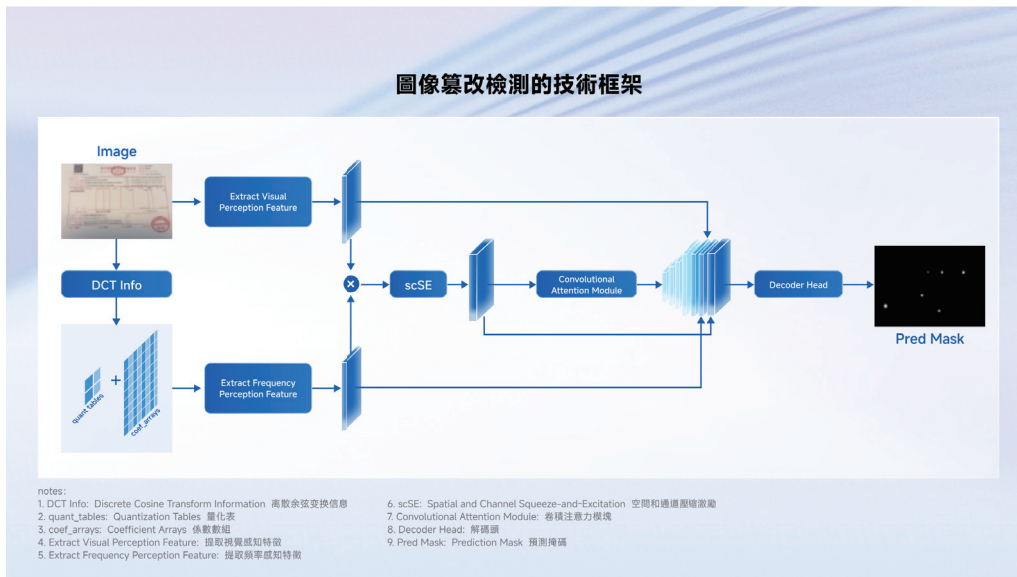 圖像篡改檢測的技術框架
Image
Extract Visual
Perception Feature
DCT Info
scSE
Convolutional
Attention Module
Decoder Head
Pred Mask
+
quant tables
coef_arrays
Extract Frequency
Perception Feature
notes:
1. DCT Info: Discrete Cosine Transform Information 离散余弦变换信息
2. quant_tables: Quantization Tables 量化表
3. coef_arrays: Coefficient Arrays 係數數組
4. Extract Visual Perception Feature: 提取視覺感知特徵
5. Extract Frequency Perception Feature: 提取頻率感知特徵
6. scSE: Spatial and Channel Squeeze-and-Excitation 空間和通道壓縮激勵
7. Convolutional Attention Module: 卷積注意力模塊
8. Decoder Head: 解碼頭
9. Pred Mask: Prediction Mask 預測掩碼